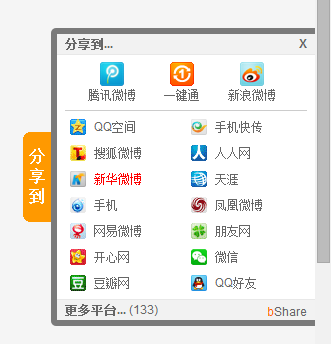 分享到...
X
腾讯微博 一键通 新浪微博
QQ空间 手机快传
搜狐微博 人人网
新华微博 天涯
手机 凤凰微博
网易微博 朋友网
开心网 微信
豆瓣网 QQ好友
更多平台... (133) bShare
分享到